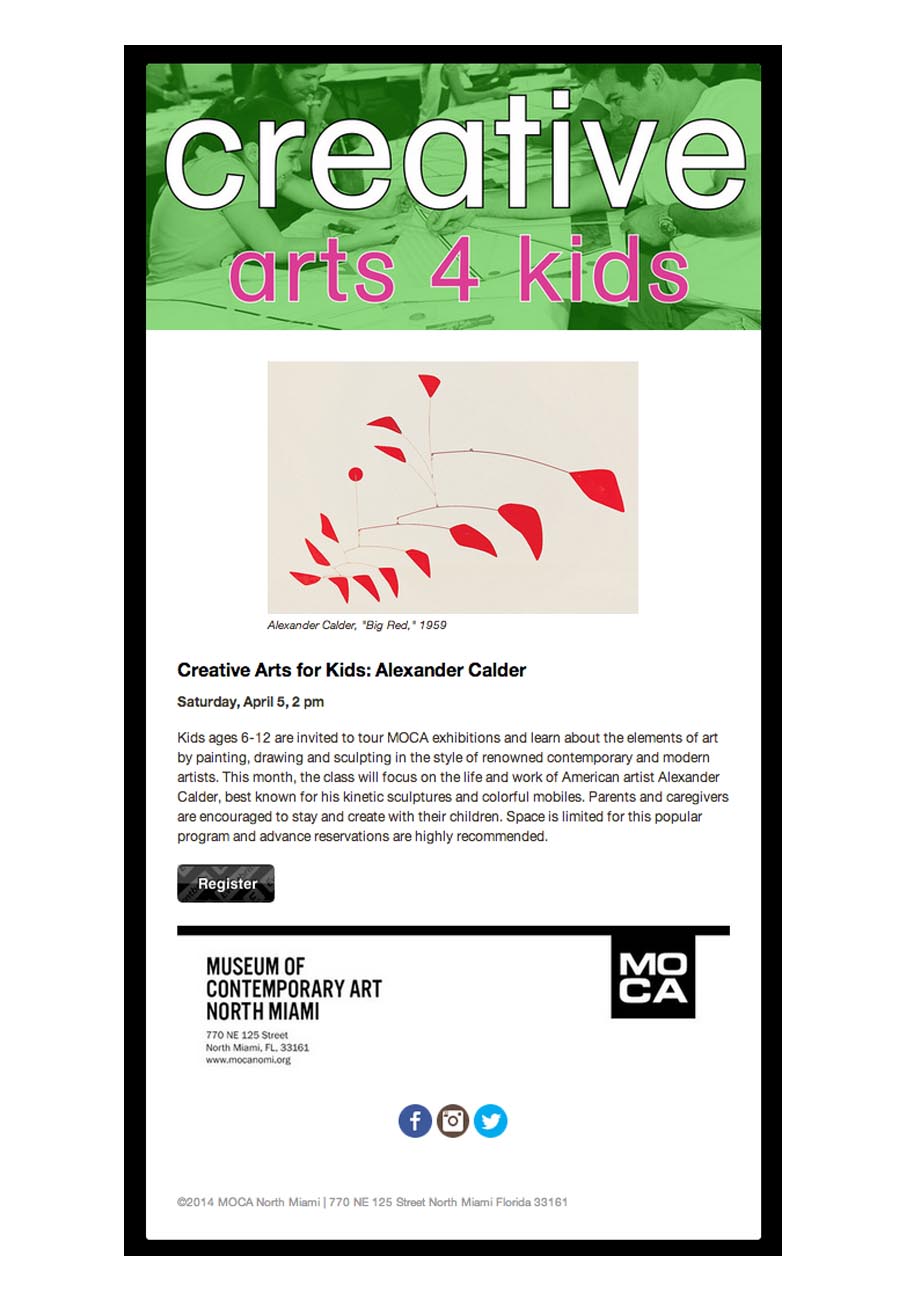 creative
arts 4 kids
Alexander Calder, "Big Red," 1959
Creative Arts for Kids: Alexander Calder
Saturday, April 5, 2 pm
Kids ages 6-12 are invited to tour MOCA exhibitions and learn about the elements of art
by painting, drawing and sculpting in the style of renowned contemporary and modern
artists. This month, the class will focus on the life and work of American artist Alexander
Calder, best known for his kinetic sculptures and colorful mobiles. Parents and caregivers
are encouraged to stay and create with their children. Space is limited for this popular
program and advance reservations are highly recommended.
Register
MUSEUM OF
CONTEMPORARY ART
NORTH MIAMI
770 NE 125 Street
North Miami, FL, 33161
www.mocanomi.org
MO
CA
©2014 MOCA North Miami | 770 NE 125 Street North Miami Florida 33161